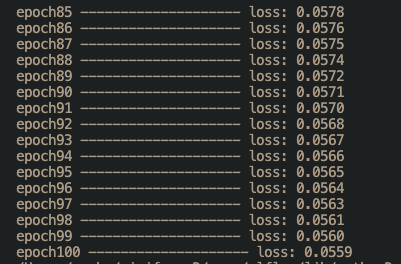 epoch85 -------------------- loss: 0.0578
epoch86 -------------------- loss: 0.0576
epoch87 -------------------- loss: 0.0575
epoch88 -------------------- loss: 0.0574
epoch89 -------------------- loss: 0.0572
epoch90 -------------------- loss: 0.0571
epoch91 -------------------- loss: 0.0570
epoch92 -------------------- loss: 0.0568
epoch93 -------------------- loss: 0.0567
epoch94 -------------------- loss: 0.0566
epoch95 -------------------- loss: 0.0565
epoch96 -------------------- loss: 0.0564
epoch97 -------------------- loss: 0.0563
epoch98 -------------------- loss: 0.0561
epoch99 -------------------- loss: 0.0560
epoch100 -------------------- loss: 0.0559